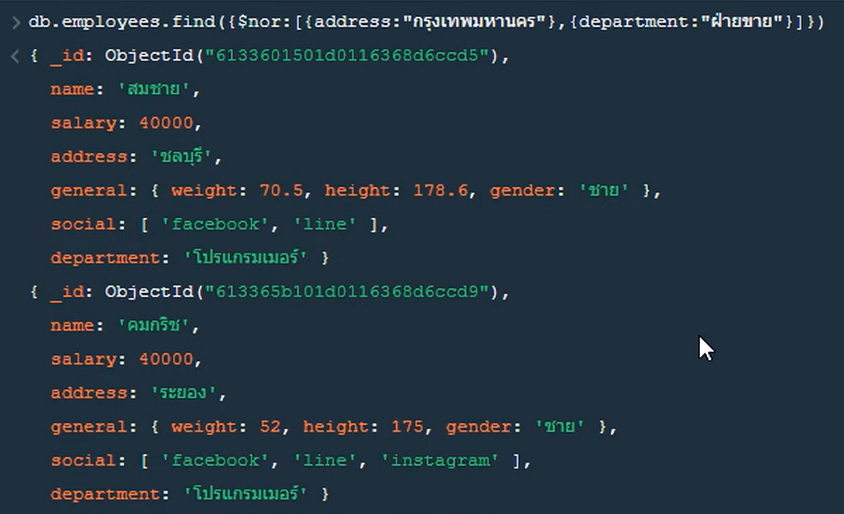 > db.employees.find({$nor:[{address:"กรุงเทพมหานคร"},{department:"ฝ่ายขาย"}]})
< { _id: ObjectId("6133601501d0116368d6ccd5"),
name: 'สมชาย',
salary: 40000,
address: 'ชลบุรี',
general: { weight: 70.5, height: 178.6, gender: 'ชาย' },
social: [ 'facebook', 'line' ],
department: 'โปรแกรมเมอร์' }
{ _id: ObjectId("613365b101d0116368d6ccd9"),
name: 'คมกริช',
salary: 40000,
address: 'ระยอง',
general: { weight: 52, height: 175, gender: 'ชาย' },
social: [ 'facebook', 'line', 'instagram' ],
department: 'โปรแกรมเมอร์' }